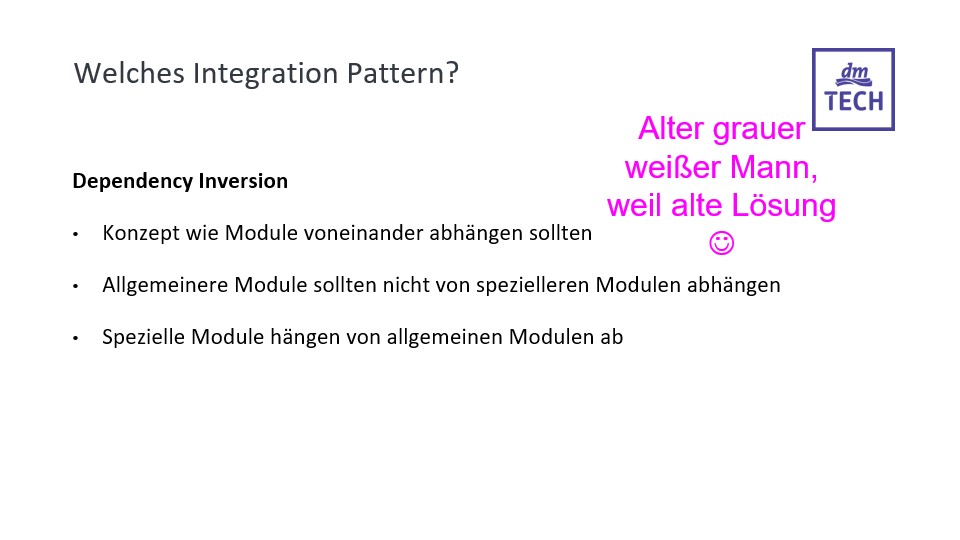 Welches Integration Pattern?
dm
TECH
Alter grauer
weißer Mann,
weil alte Lösung
☺
Dependency Inversion
• Konzept wie Module voneinander abhängen sollten
• Allgemeinere Module sollten nicht von spezielleren Modulen abhängen
• Spezielle Module hängen von allgemeinen Modulen ab